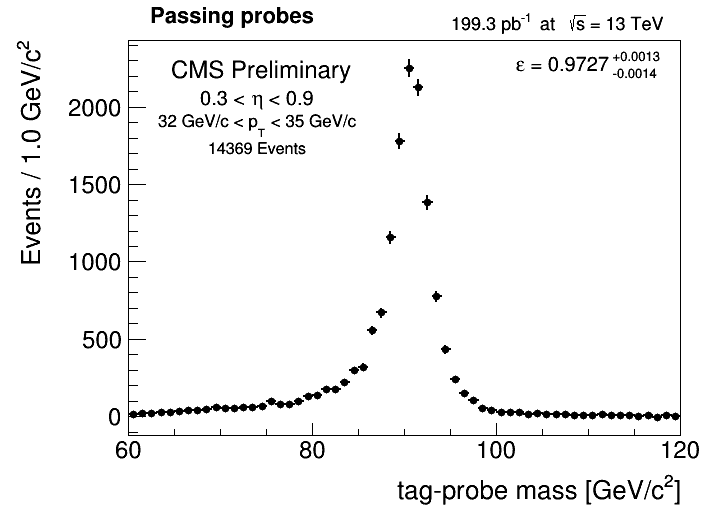 Passing probes
199.3 pb⁻¹ at √s = 13 TeV
CMS Preliminary
0.3 < η < 0.9
32 GeV/c < p_T < 35 GeV/c
14369 Events
ε = 0.9727 +0.0013 -0.0014
Events / 1.0 GeV/c²
2000
1500
1000
500
0
60 80 100 120
tag-probe mass [GeV/c²]